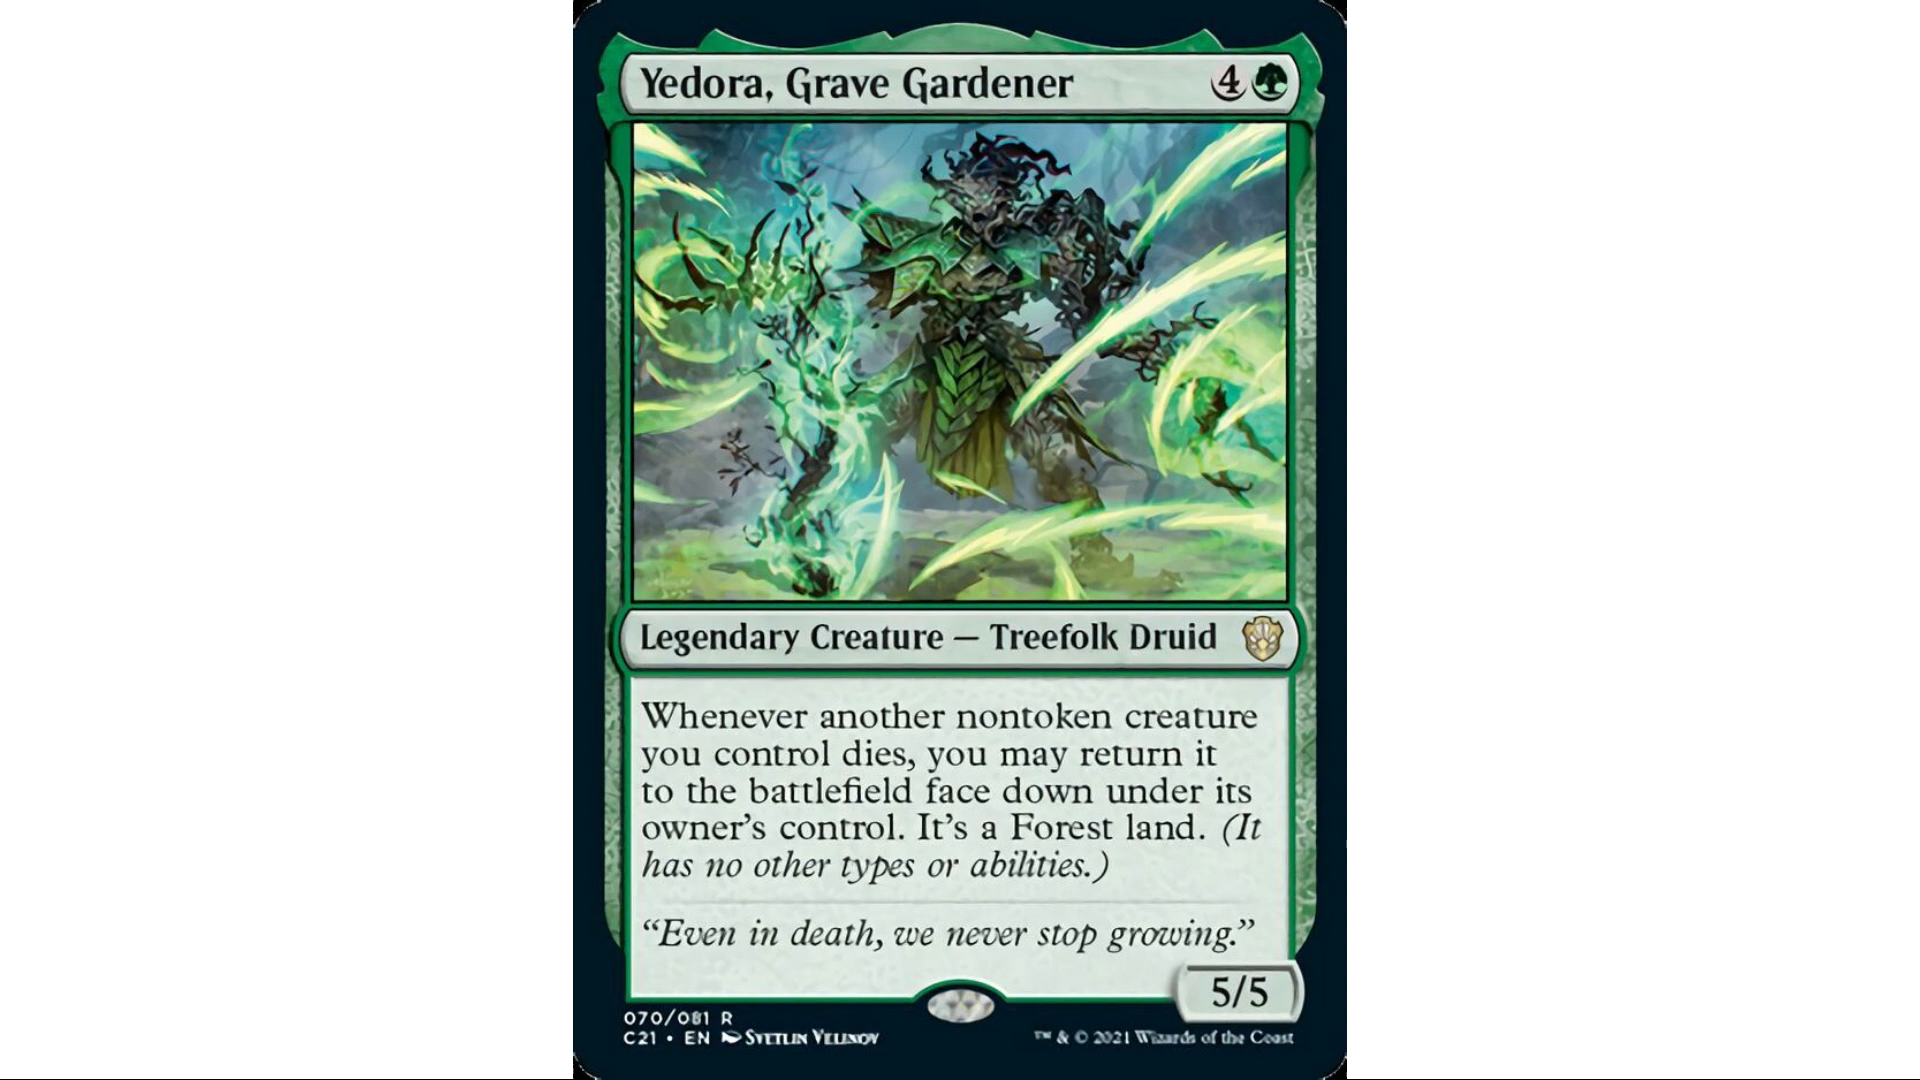 Yedora, Grave Gardener 4
Legendary Creature — Treefolk Druid
Whenever another nontoken creature
you control dies, you may return it
to the battlefield face down under its
owner’s control. It’s a Forest land. (It
has no other types or abilities.)
“Even in death, we never stop growing.”
5/5
070/081 R
C21 • EN Svetlin Velinov
™ & © 2021 Wizards of the Coast